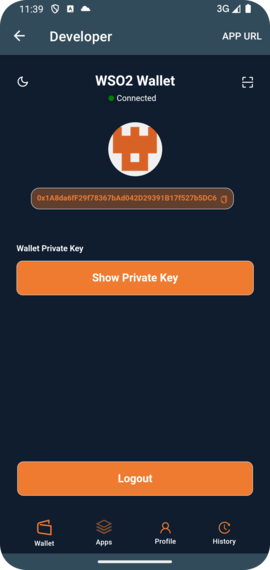 11:39 3G
Developer APP URL
WSO2 Wallet
Connected
0x1A8da6fF29f78367bAd042D29391B17f527b5DC6
Wallet Private Key
Show Private Key
Logout
Wallet Apps Profile History